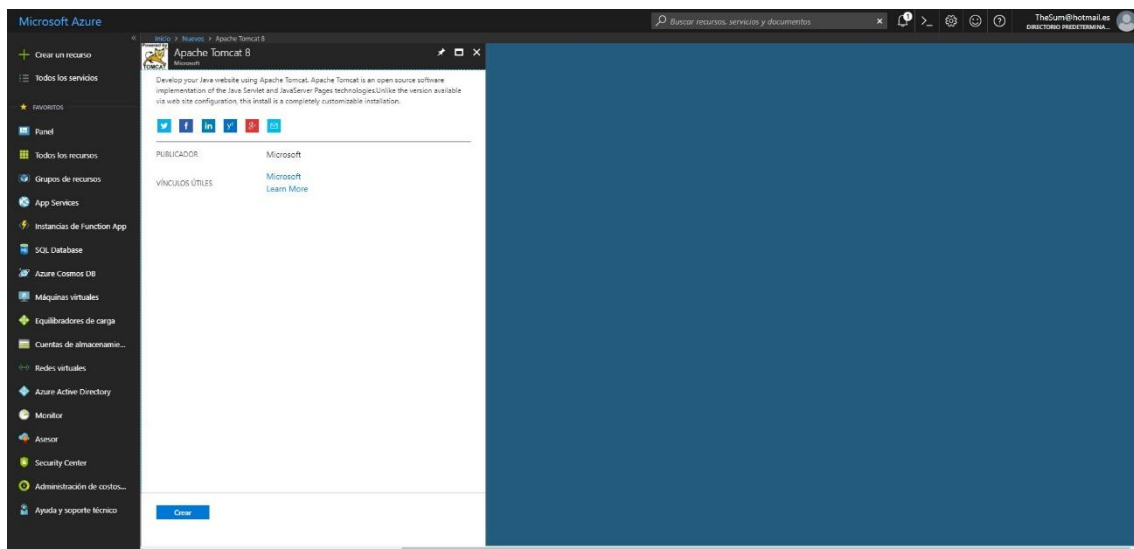 Microsoft Azure
Buscar recursos, servicios y documentos
TheSum@hotmail.es
DIRECTORIO PREDETERMINA...
Crear un recurso
Todos los servicios
FAVORITOS
Panel
Todos los recursos
Grupos de recursos
App Services
Instancias de Function App
SQL Database
Azure Cosmos DB
Máquinas virtuales
Equilibradores de carga
Cuentas de almacenamie...
Redes virtuales
Azure Active Directory
Monitor
Asesor
Security Center
Administración de costos...
Ayuda y soporte técnico
Inicio > Nuevos > Apache Tomcat 8
Powered by
TOMCAT
Apache Tomcat 8
Microsoft
Develop your Java website using Apache Tomcat. Apache Tomcat is an open source software
implementation of the Java Servlet and JavaServer Pages technologies.Unlike the version available
via web site configuration, this install is a completely customizable installation.
PUBLICADOR Microsoft
VÍNCULOS ÚTILES Microsoft
Learn More
Crear